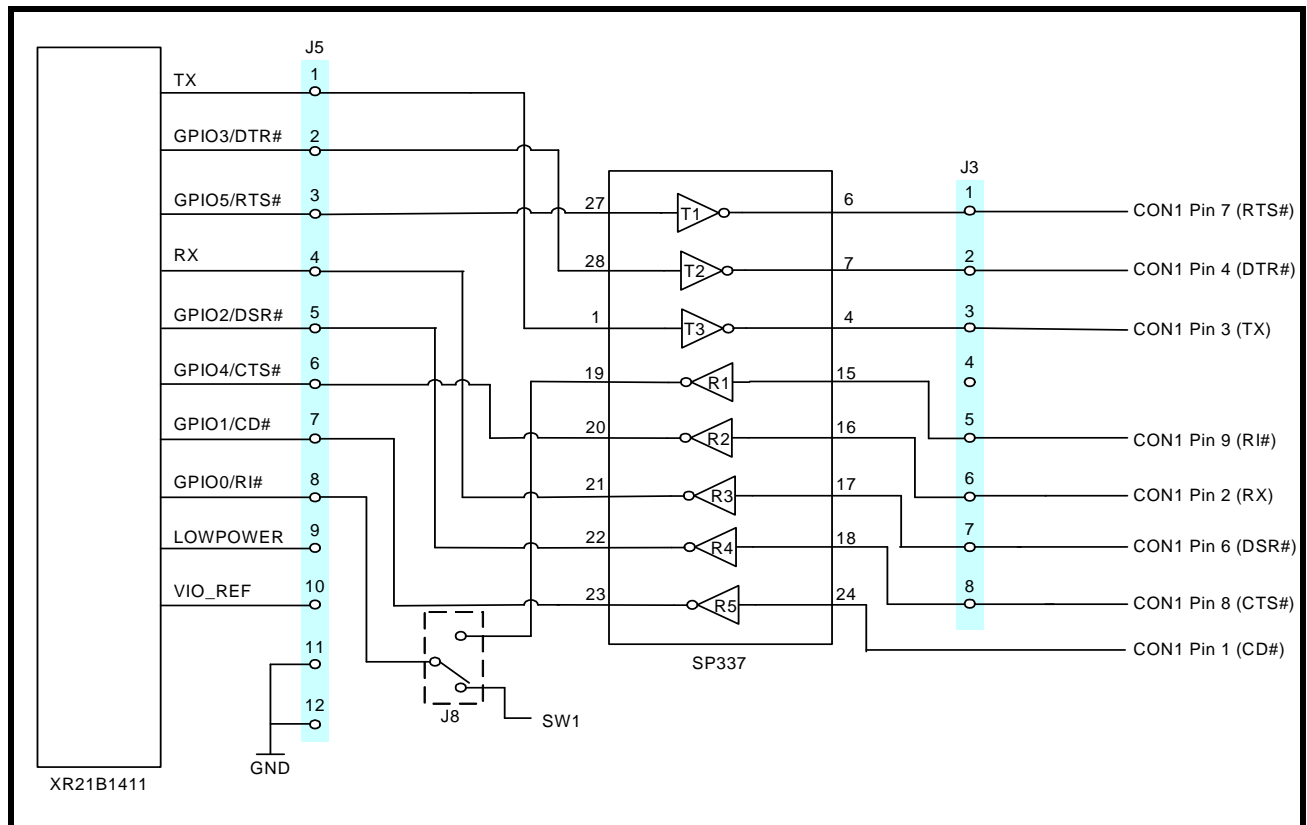 J5
1
TX
GPIO3/DTR#
2
GPIO5/RTS#
3
RX
4
GPIO2/DSR#
5
GPIO4/CTS#
6
GPIO1/CD#
7
GPIO0/RI#
8
LOWPOWER
9
VIO_REF
10
11
12
GND
XR21B1411
J8
SW1
27
T1
6
28
T2
7
1
T3
4
19
R1
15
20
R2
16
21
R3
17
22
R4
18
23
R5
24
SP337
J3
1
CON1 Pin 7 (RTS#)
2
CON1 Pin 4 (DTR#)
3
CON1 Pin 3 (TX)
4
5
CON1 Pin 9 (RI#)
6
CON1 Pin 2 (RX)
7
CON1 Pin 6 (DSR#)
8
CON1 Pin 8 (CTS#)
CON1 Pin 1 (CD#)